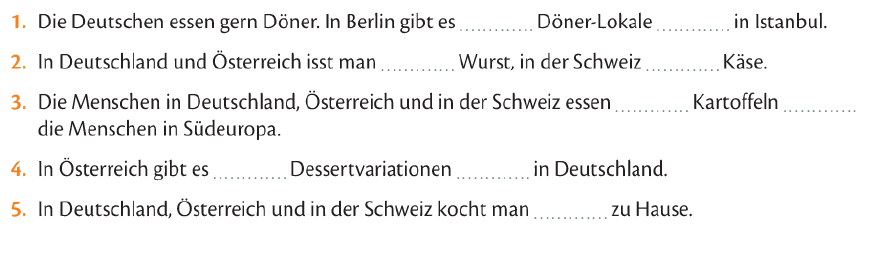 1. Die Deutschen essen gern Döner. In Berlin gibt es ............. Döner-Lokale ............. in Istanbul.
2. In Deutschland und Österreich isst man ............. Wurst, in der Schweiz ............. Käse.
3. Die Menschen in Deutschland, Österreich und in der Schweiz essen ............. Kartoffeln .............
die Menschen in Südeuropa.
4. In Österreich gibt es ............. Dessertvariationen ............. in Deutschland.
5. In Deutschland, Österreich und in der Schweiz kocht man ............. zu Hause.